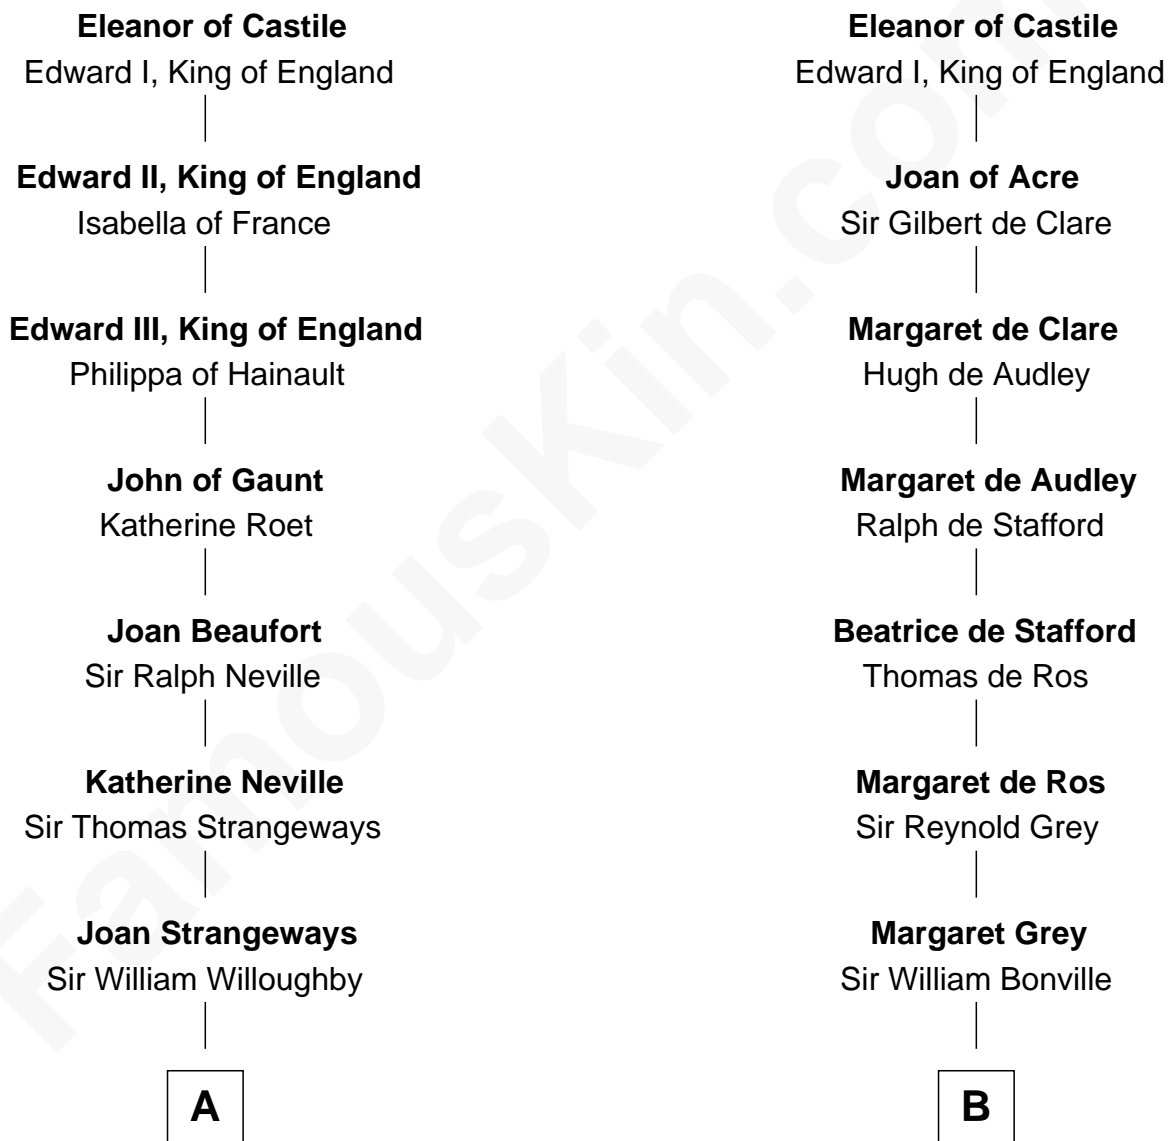 Eleanor of Castile
Edward I, King of England
Edward II, King of England
Isabella of France
Edward III, King of England
Philippa of Hainault
John of Gaunt
Katherine Roet
Joan Beaufort
Sir Ralph Neville
Katherine Neville
Sir Thomas Strangeways
Joan Strangeways
Sir William Willoughby
A
Eleanor of Castile
Edward I, King of England
Joan of Acre
Sir Gilbert de Clare
Margaret de Clare
Hugh de Audley
Margaret de Audley
Ralph de Stafford
Beatrice de Stafford
Thomas de Ros
Margaret de Ros
Sir Reynold Grey
Margaret Grey
Sir William Bonville
B
FamousKin.com